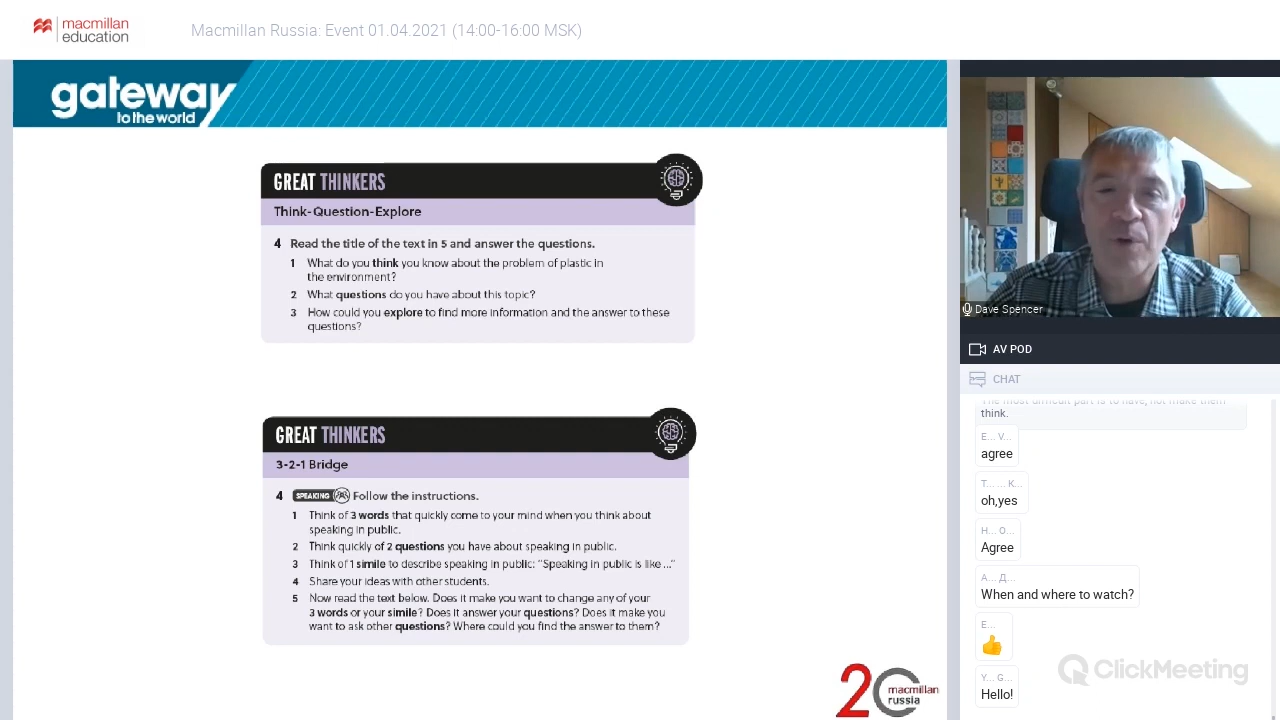 macmillan
education
Macmillan Russia: Event 01.04.2021 (14:00-16:00 MSK)
gateway
to the world
GREAT THINKERS
Think-Question-Explore
4 Read the title of the text in 5 and answer the questions.
1 What do you think you know about the problem of plastic in
the environment?
2 What questions do you have about this topic?
3 How could you explore to find more information and the answer to these
questions?
GREAT THINKERS
3-2-1 Bridge
4 SPEAKING Follow the instructions.
1 Think of 3 words that quickly come to your mind when you think about
speaking in public.
2 Think quickly of 2 questions you have about speaking in public.
3 Think of 1 simile to describe speaking in public: “Speaking in public is like ...”
4 Share your ideas with other students.
5 Now read the text below. Does it make you want to change any of your
3 words or your simile? Does it answer your questions? Does it make you
want to ask other questions? Where could you find the answer to them?
20
macmillan
russia
Dave Spencer
AV POD
CHAT
The most difficult part is to have, not make them
think.
E... V...
agree
T... ... K...
oh,yes
Н... О...
Agree
А... Д...
When and where to watch?
E...
👍
Y... G...
Hello!
ClickMeeting